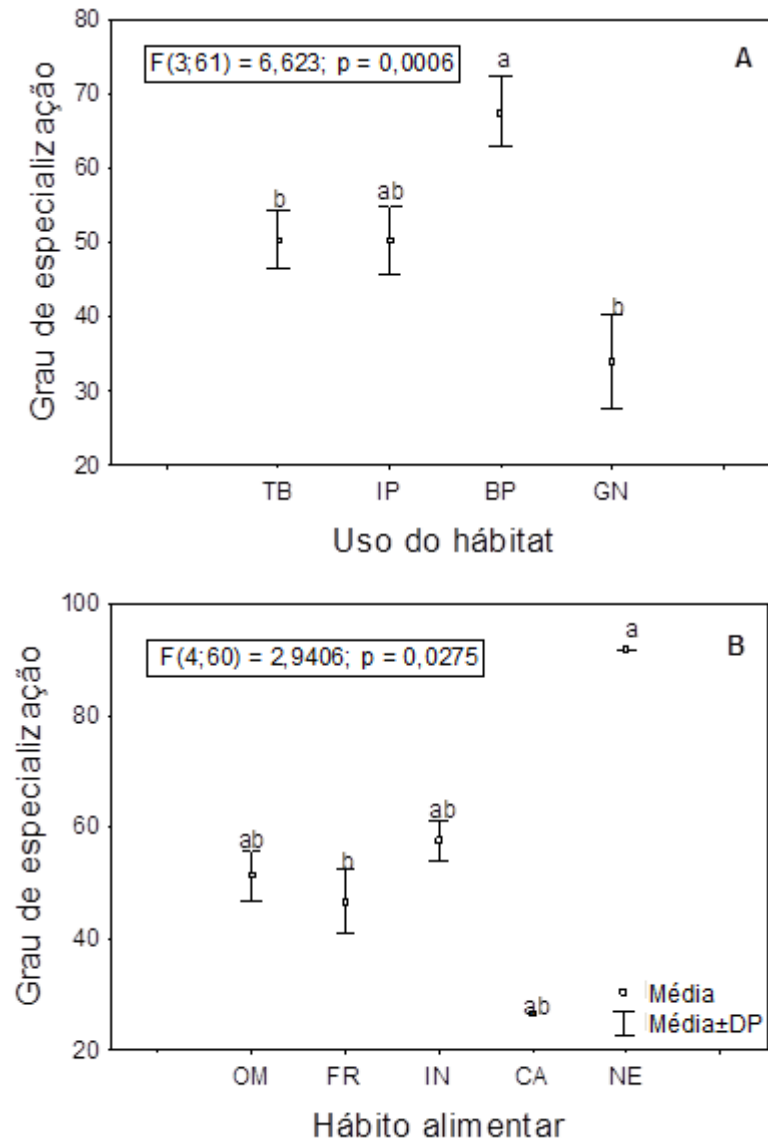 80
70
60
50
40
30
20
Grau de especialização
F(3;61) = 6,623; p = 0,0006
A
b
ab
a
b
TB IP BP GN
Uso do hábitat
100
80
60
40
20
Grau de especialização
F(4;60) = 2,9406; p = 0,0275
B
ab
b
ab
ab
a
Média
Média±DP
OM FR IN CA NE
Hábito alimentar